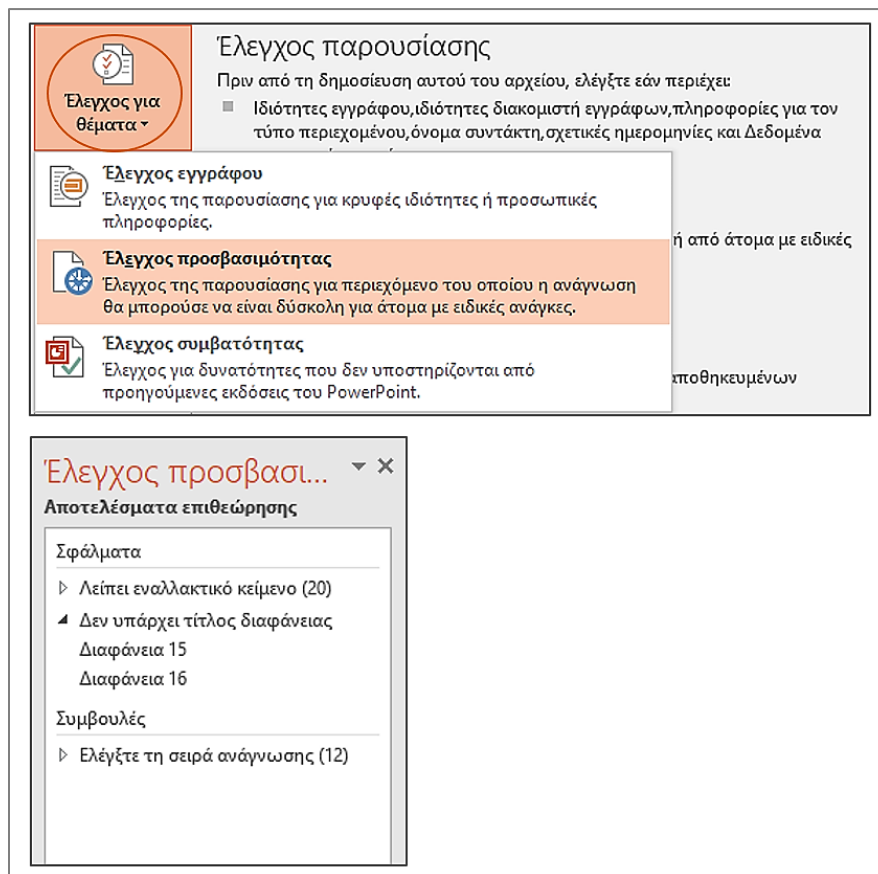 Έλεγχος για
θέματα
Έλεγχος παρουσίασης
Πριν από τη δημοσίευση αυτού του αρχείου, ελέγξτε εάν περιέχει:
Ιδιότητες εγγράφου,ιδιότητες διακομιστή εγγράφων,πληροφορίες για τον
τύπο περιεχομένου,όνομα συντάκτη,σχετικές ημερομηνίες και Δεδομένα
Έλεγχος εγγράφου
Έλεγχος της παρουσίασης για κρυφές ιδιότητες ή προσωπικές
πληροφορίες.
ή από άτομα με ειδικές
Έλεγχος προσβασιμότητας
Έλεγχος της παρουσίασης για περιεχόμενο του οποίου η ανάγνωση
θα μπορούσε να είναι δύσκολη για άτομα με ειδικές ανάγκες.
Έλεγχος συμβατότητας
Έλεγχος για δυνατότητες που δεν υποστηρίζονται από
προηγούμενες εκδόσεις του PowerPoint.
αποθηκευμένων
Έλεγχος προσβασι...
Αποτελέσματα επιθεώρησης
Σφάλματα
Λείπει εναλλακτικό κείμενο (20)
Δεν υπάρχει τίτλος διαφάνειας
Διαφάνεια 15
Διαφάνεια 16
Συμβουλές
Ελέγξτε τη σειρά ανάγνωσης (12)